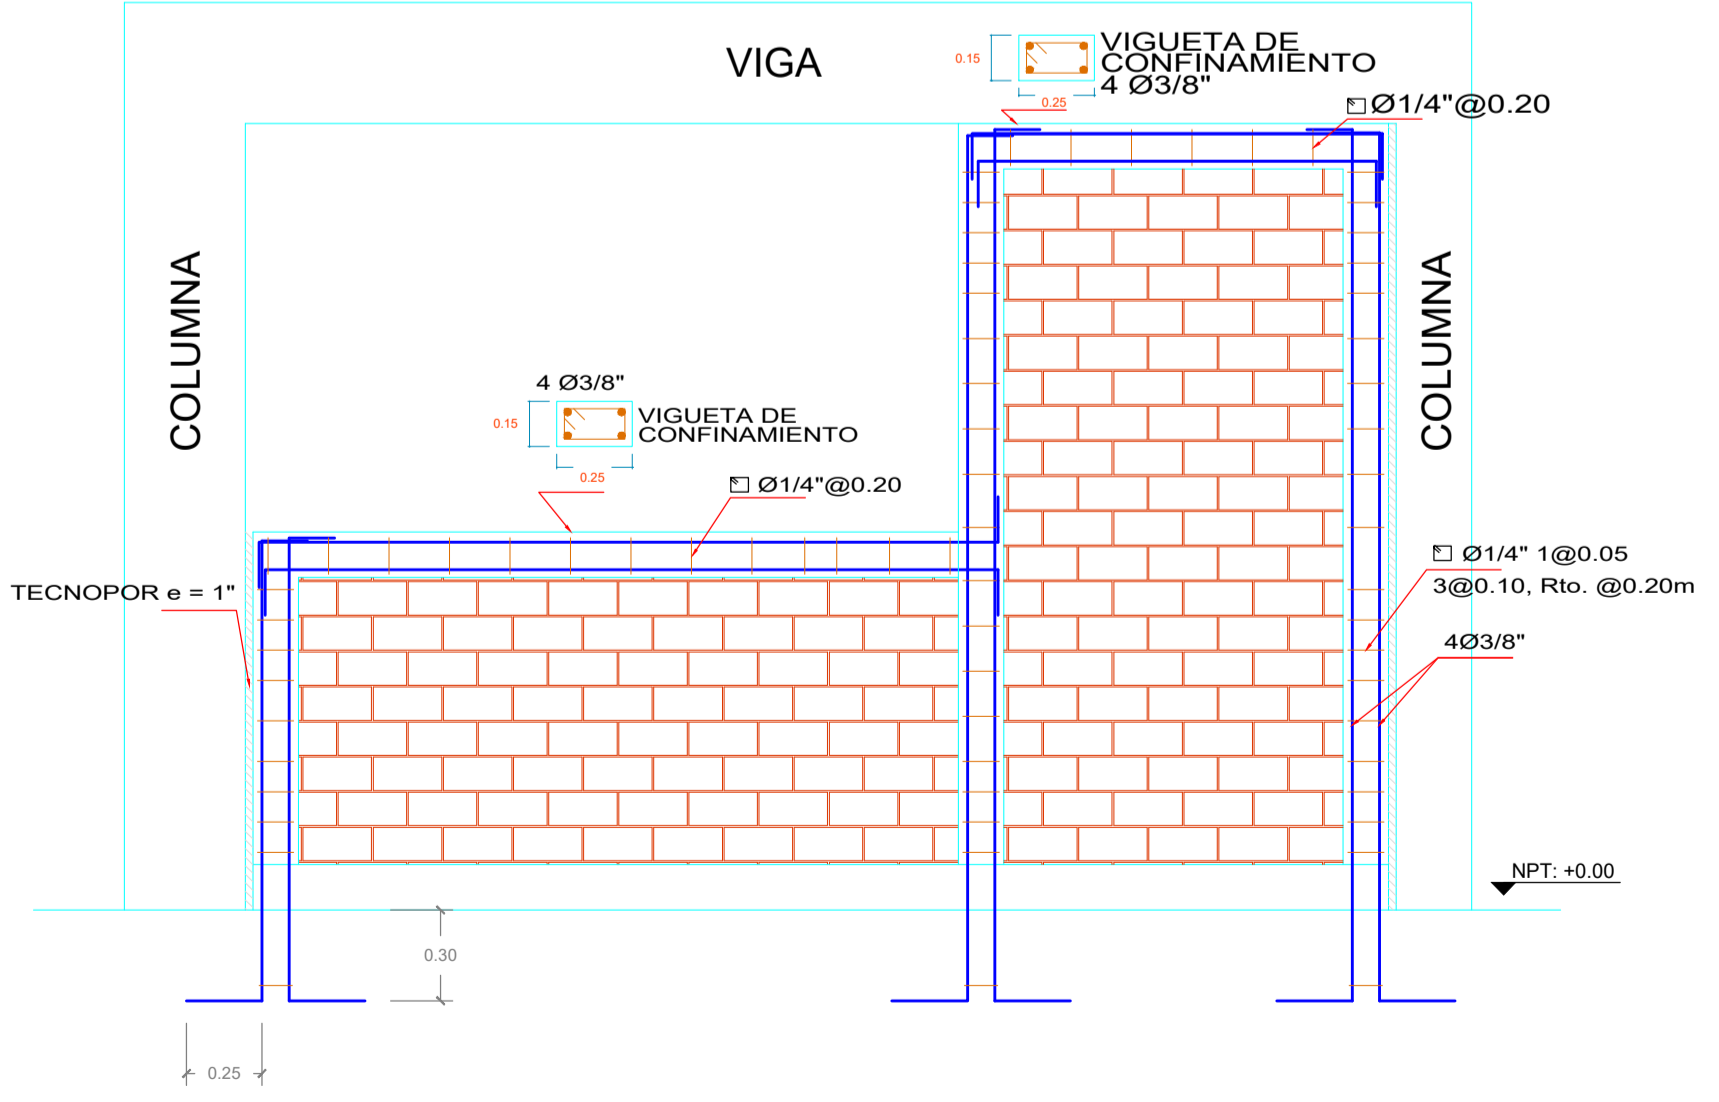 VIGA
0.15
VIGUETA DE
CONFINAMIENTO
4 Ø3/8"
0.25
Ø1/4"@0.20
COLUMNA
COLUMNA
4 Ø3/8"
0.15
VIGUETA DE
CONFINAMIENTO
0.25
Ø1/4"@0.20
TECNOPOR e = 1"
Ø1/4" 1@0.05
3@0.10, Rto. @0.20m
4Ø3/8"
NPT: +0.00
0.30
0.25